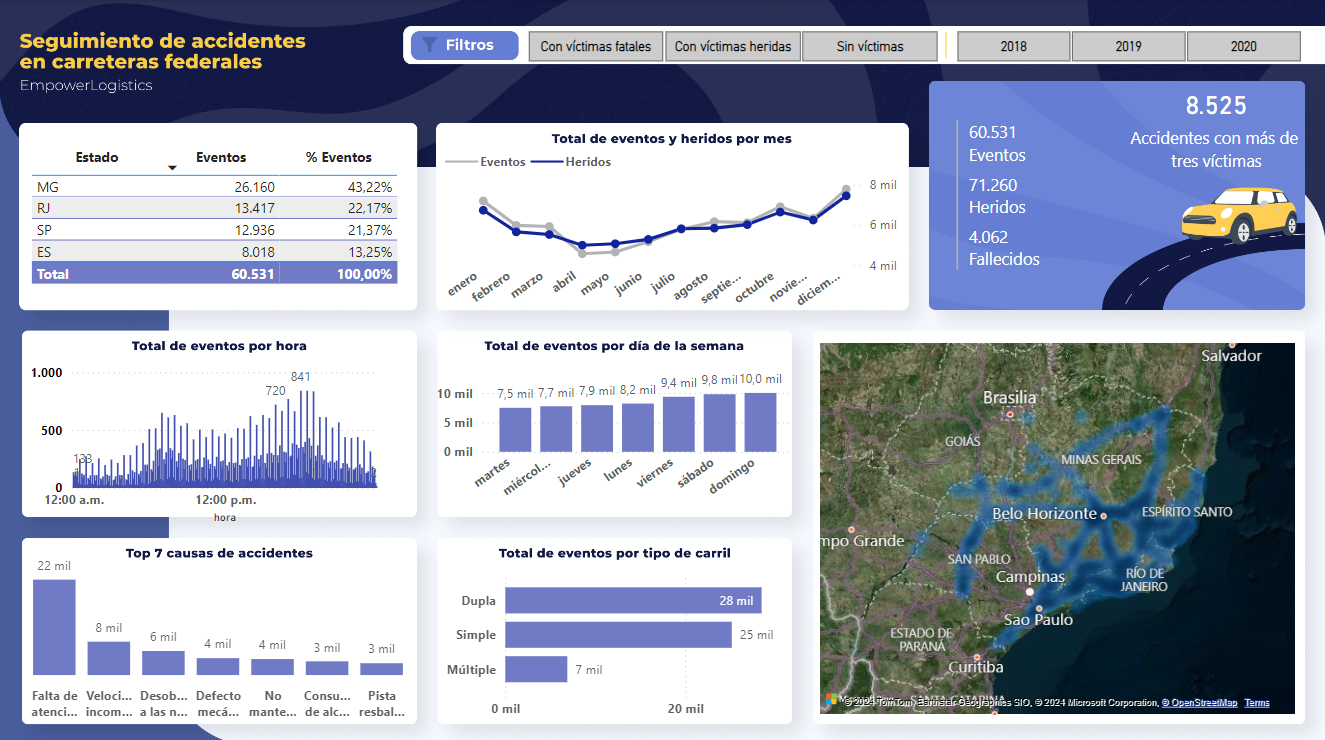 Seguimiento de accidentes
en carreteras federales
EmpowerLogistics
Filtros
Con víctimas fatales
Con víctimas heridas
Sin víctimas
2018
2019
2020
Estado Eventos % Eventos
MG 26.160 43,22%
RJ 13.417 22,17%
SP 12.936 21,37%
ES 8.018 13,25%
Total 60.531 100,00%
Total de eventos y heridos por mes
Eventos Heridos
8 mil
6 mil
4 mil
enero febrero marzo abril mayo junio julio agosto septie... octubre novie... diciem...
60.531
Eventos
71.260
Heridos
4.062
Fallecidos
8.525
Accidentes con más de
tres víctimas
Total de eventos por hora
1.000
500
0
133
720
841
12:00 a.m. 12:00 p.m.
hora
Total de eventos por día de la semana
10 mil
5 mil
0 mil
7,5 mil 7,7 mil 7,9 mil 8,2 mil 9,4 mil 9,8 mil 10,0 mil
martes miércol... jueves lunes viernes sábado domingo
Top 7 causas de accidentes
22 mil 8 mil 6 mil 4 mil 4 mil 3 mil 3 mil
Falta de Veloci... Desob... Defecto No Consu... Pista
atenci... incom... a las n... mecá... mante... de alc... resbal...
Total de eventos por tipo de carril
Dupla 28 mil
Simple 25 mil
Múltiple 7 mil
0 mil 20 mil
Salvador
Brasilia
GOIÁS
MINAS GERAIS
Belo Horizonte
ESPÍRITO SANTO
mpo Grande
SAN PABLO
Campinas
RÍO DE
JANEIRO
Sao Paulo
ESTADO DE
PARANÁ
Curitiba
SANTA CATARINA
© 2024 TomTom, Earthstar Geographics SIO, © 2024 Microsoft Corporation, © OpenStreetMap Terms